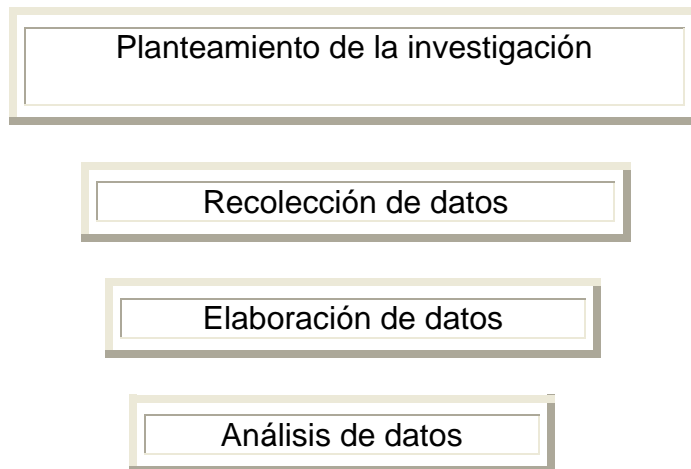 Planteamiento de la investigación
Recolección de datos
Elaboración de datos
Análisis de datos